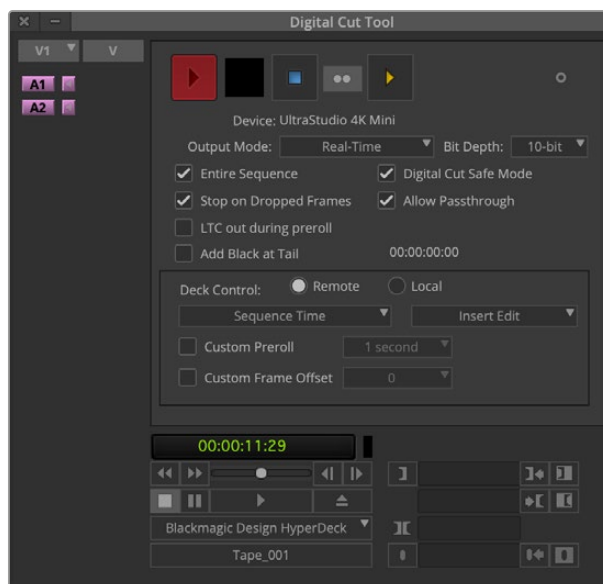 Digital Cut Tool
V1 V
A1
A2
Device: UltraStudio 4K Mini
Output Mode: Real-Time Bit Depth: 10-bit
Entire Sequence Digital Cut Safe Mode
Stop on Dropped Frames Allow Passthrough
LTC out during preroll
Add Black at Tail 00:00:00:00
Deck Control: Remote Local
Sequence Time Insert Edit
Custom Preroll 1 second
Custom Frame Offset 0
00:00:11:29
Blackmagic Design HyperDeck
Tape_001